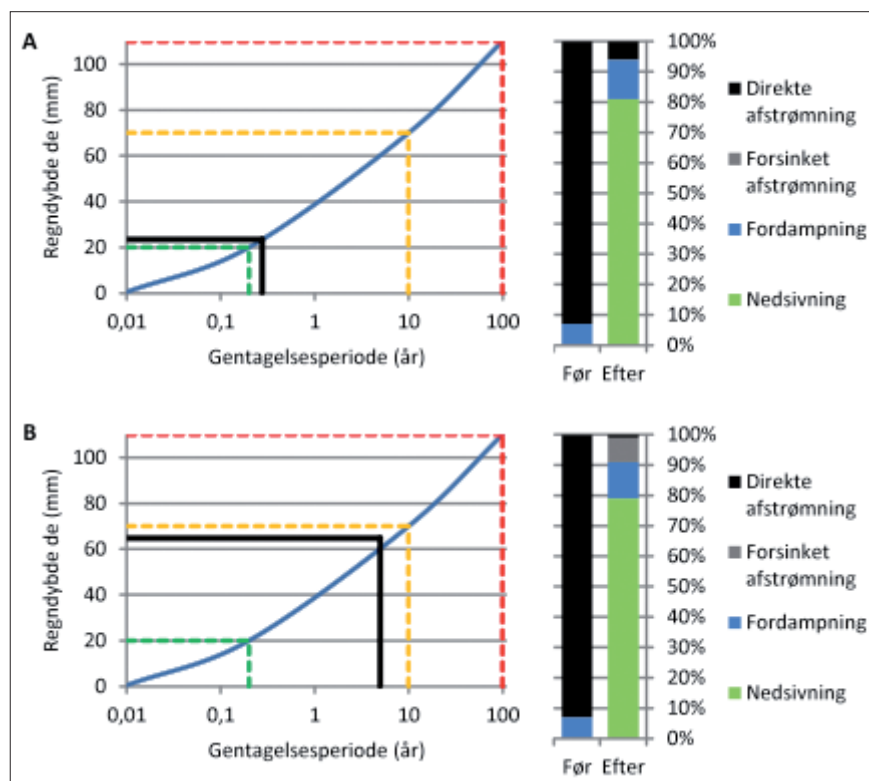 A
Regndybde de (mm)
100
80
60
40
20
0
0,01
0,1
1
10
100
Gentagelsesperiode (år)
100%
90%
80%
70%
60%
50%
40%
30%
20%
10%
0%
Før
Efter
Direkte
afstrømning
Forsinket
afstrømning
Fordampning
Nedsivning
B
Regndybde de (mm)
100
80
60
40
20
0
0,01
0,1
1
10
100
Gentagelsesperiode (år)
100%
90%
80%
70%
60%
50%
40%
30%
20%
10%
0%
Før
Efter
Direkte
afstrømning
Forsinket
afstrømning
Fordampning
Nedsivning